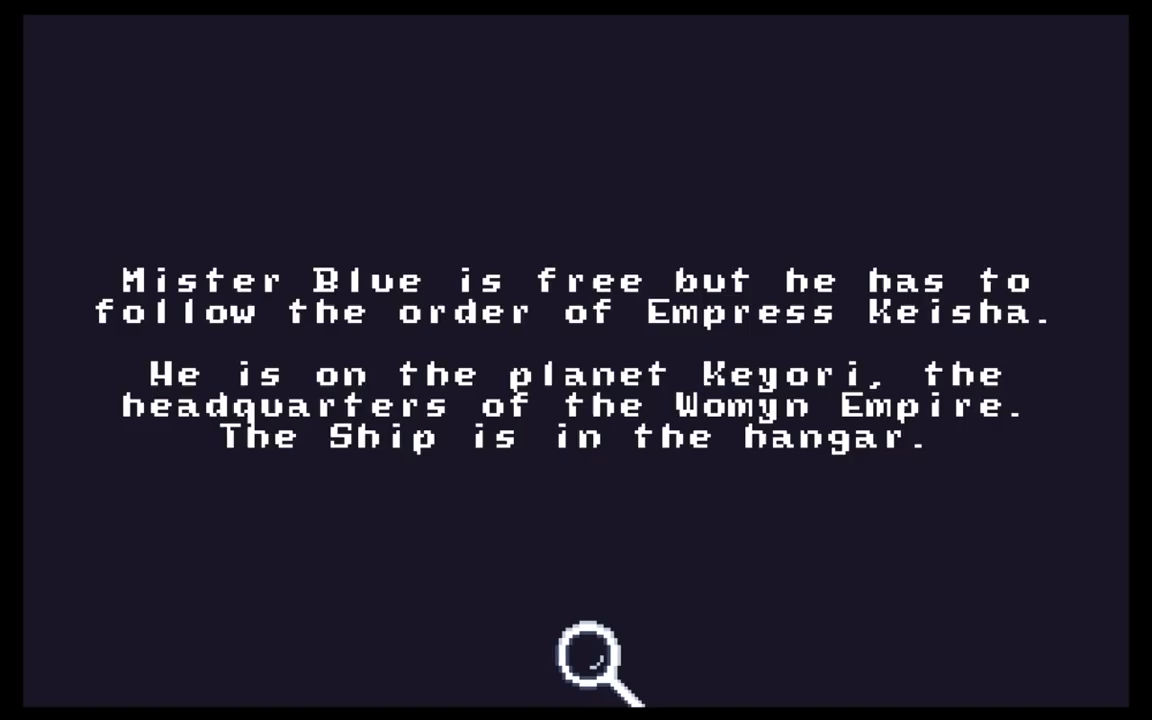 Mister Blue is free but he has to
follow the order of Empress Keisha.
He is on the planet Keyori, the
headquarters of the Womyn Empire.
The Ship is in the hangar.